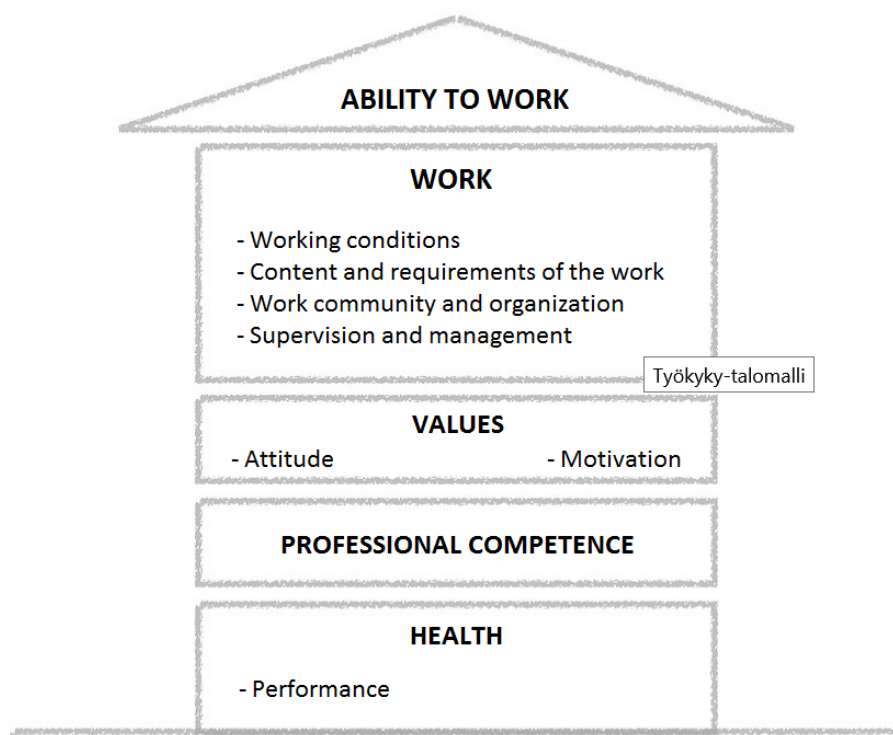 ABILITY TO WORK
WORK
- Working conditions
- Content and requirements of the work
- Work community and organization
- Supervision and management
Työkyky-talomalli
VALUES
- Attitude - Motivation
PROFESSIONAL COMPETENCE
HEALTH
- Performance